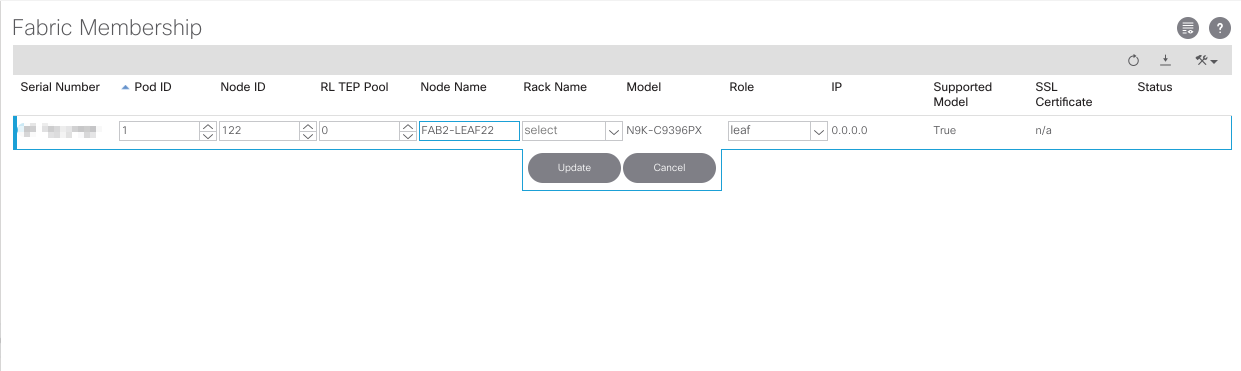 Fabric Membership
?
Serial Number Pod ID Node ID RL TEP Pool Node Name Rack Name Model Role IP Supported Model SSL Certificate Status
1 122 0 FAB2-LEAF22 select N9K-C9396PX leaf 0.0.0.0 True n/a
Update Cancel